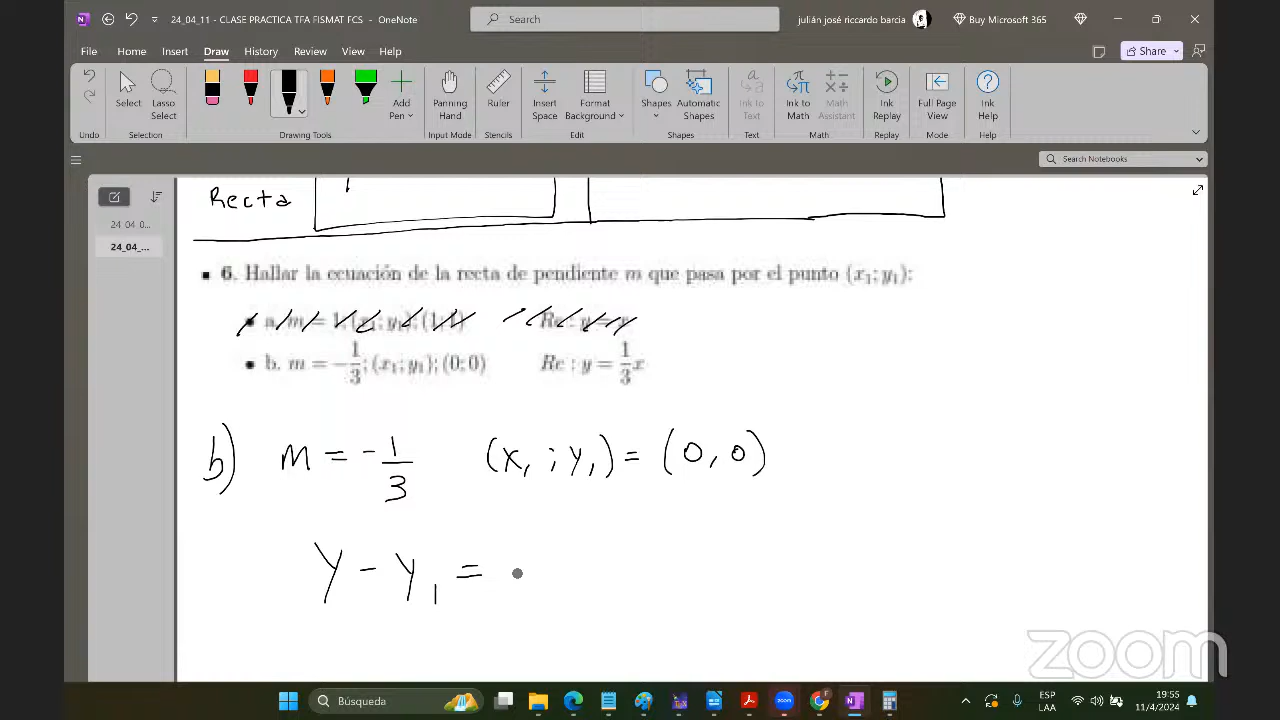 24_04_11 - CLASE PRACTICA TFA FISMAT FCS - OneNote
Search
julián josé riccardo barcia
Buy Microsoft 365
File Home Insert Draw History Review View Help
Share
Undo
Select
Lasso Select
Add Pen
Panning Hand
Ruler
Insert Space
Format Background
Shapes
Automatic Shapes
Ink to Text
Ink to Math
Math Assistant
Ink Replay
Full Page View
Ink Help
Selection
Drawing Tools
Input Mode
Stencils
Edit
Shapes
Text
Math
Replay
Mode
Help
Search Notebooks
24_04_0...
24_04_...
Recta
6. Hallar la ecuación de la recta de pendiente m que pasa por el punto (x₁; y₁):
a. m = 1; (x₁; y₁); (1; 1) Re : y = x
b. m = -1/3; (x₁; y₁); (0; 0) Re : y = 1/3 x
b) m = -1/3 (x₁ ; y₁) = (0, 0)
y - y₁ =
zoom
Búsqueda
ESP
LAA
19:55
11/4/2024